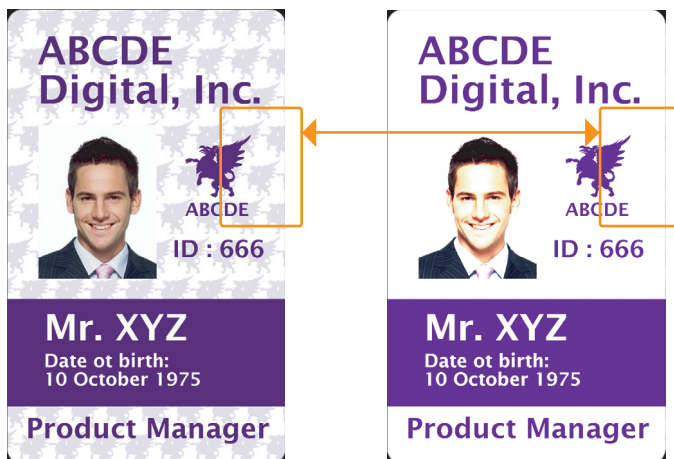 ABCDE
Digital, Inc.
ABCDE
ID : 666
Mr. XYZ
Date ot birth:
10 October 1975
Product Manager
ABCDE
Digital, Inc.
ABCDE
ID : 666
Mr. XYZ
Date ot birth:
10 October 1975
Product Manager